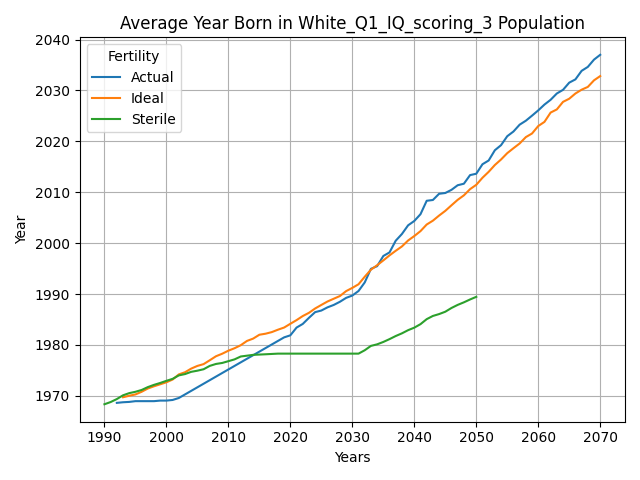 Average Year Born in White_Q1_IQ_scoring_3 Population
2040
2030
2020
2010
2000
1990
1980
1970
Year
Fertility
Actual
Ideal
Sterile
1990 2000 2010 2020 2030 2040 2050 2060 2070
Years